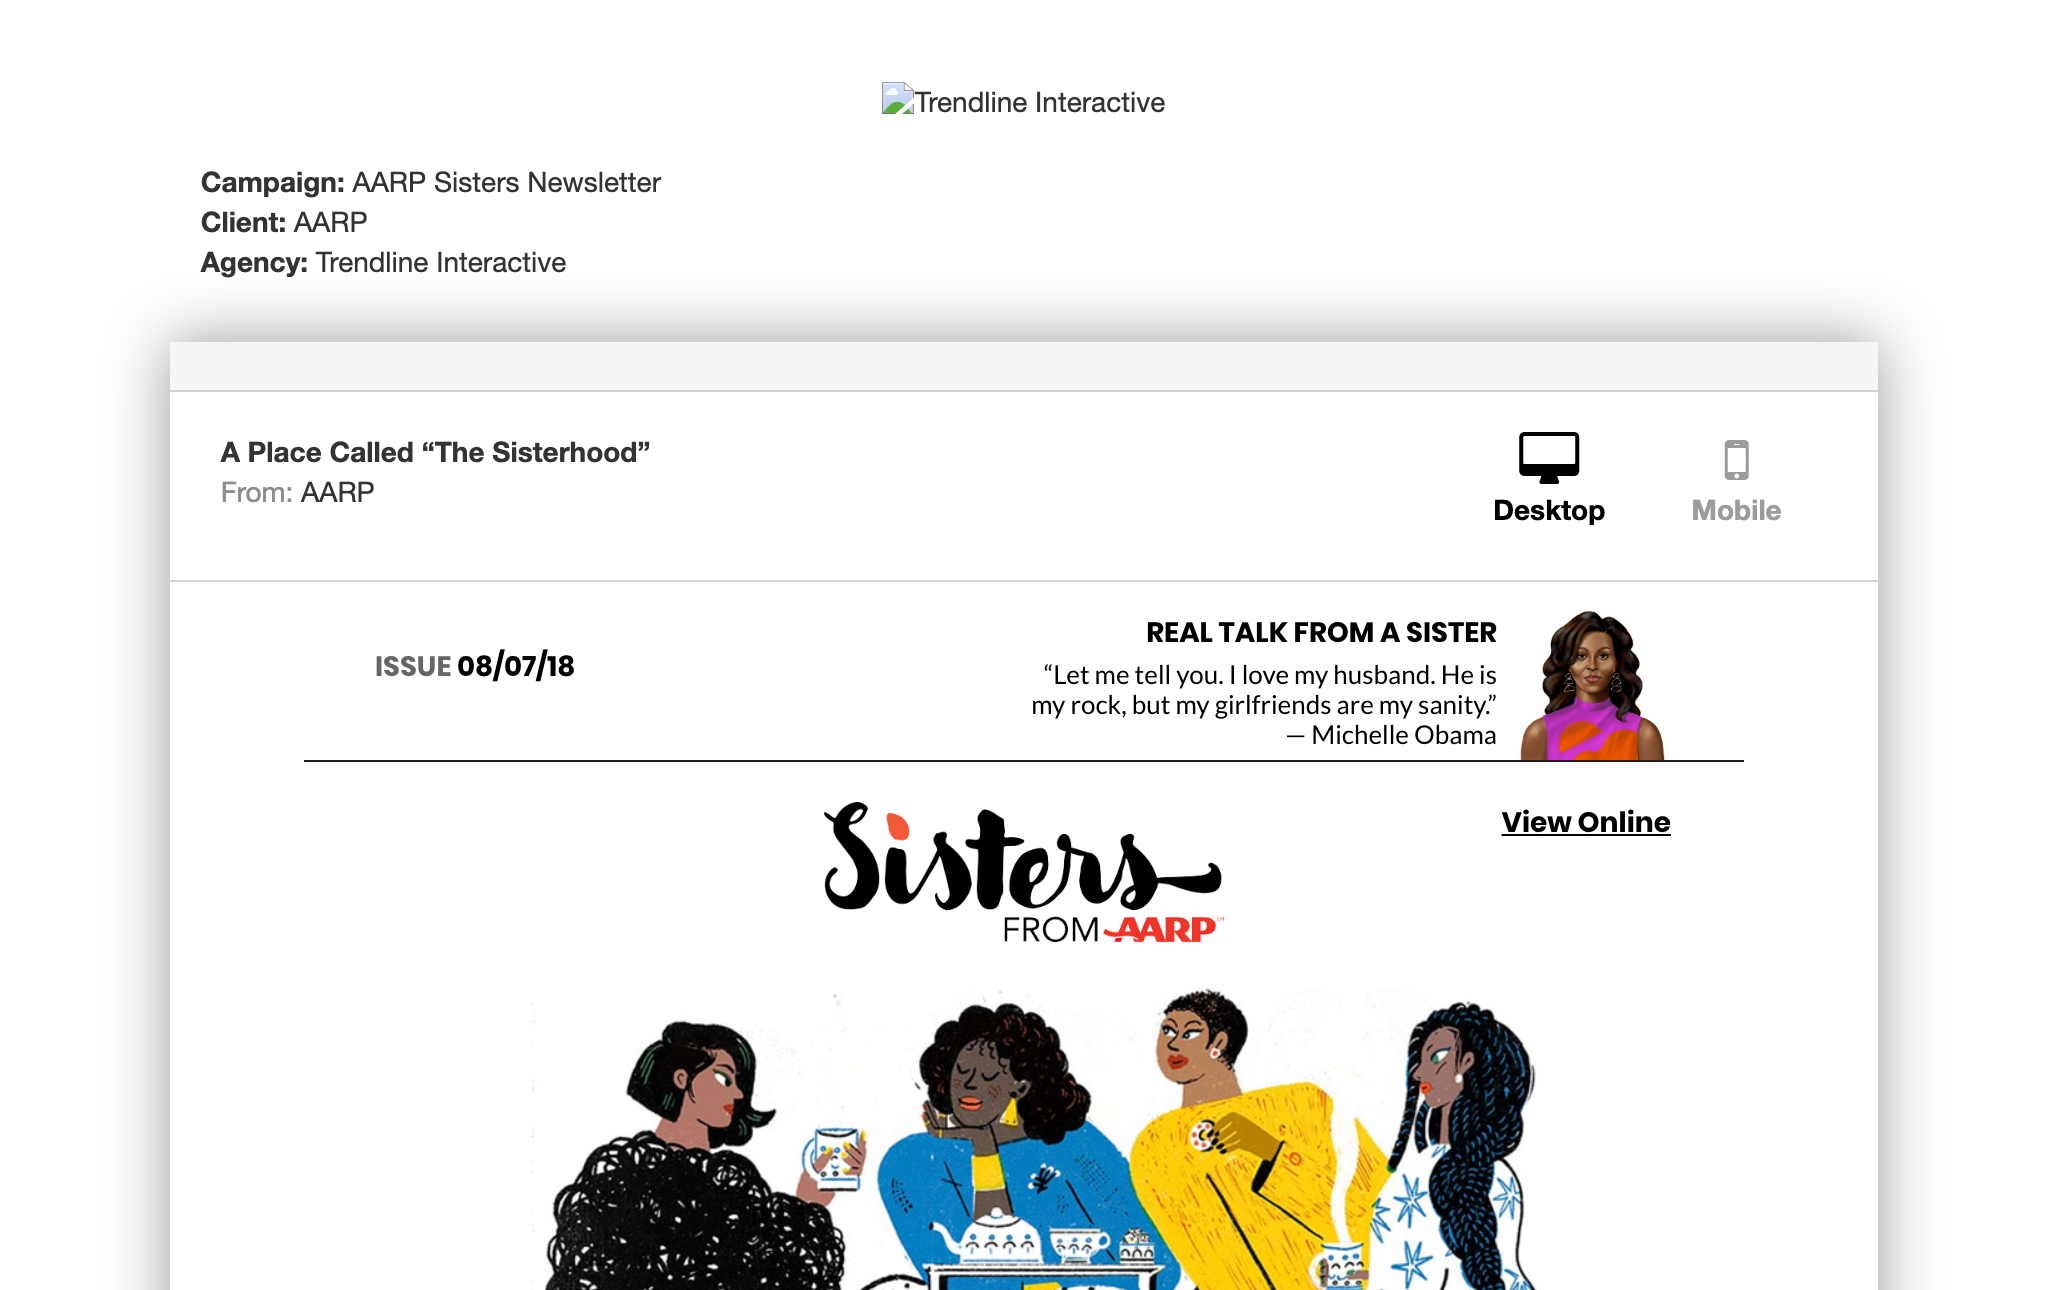 Trendline Interactive
Campaign: AARP Sisters Newsletter
Client: AARP
Agency: Trendline Interactive
A Place Called “The Sisterhood”
From: AARP
Desktop
Mobile
ISSUE 08/07/18
REAL TALK FROM A SISTER
“Let me tell you. I love my husband. He is
my rock, but my girlfriends are my sanity.”
— Michelle Obama
View Online
Sisters
FROM AARP℠